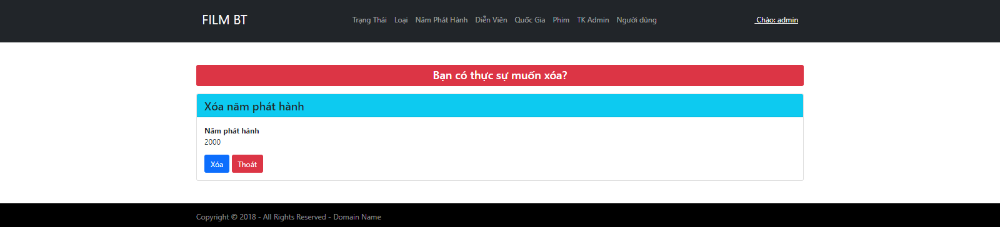 FILM BT
Trạng Thái Loại Năm Phát Hành Diễn Viên Quốc Gia Phim TK Admin Người dùng
Chào: admin
Bạn có thực sự muốn xóa?
Xóa năm phát hành
Năm phát hành
2000
Xóa Thoát
Copyright © 2018 - All Rights Reserved - Domain Name